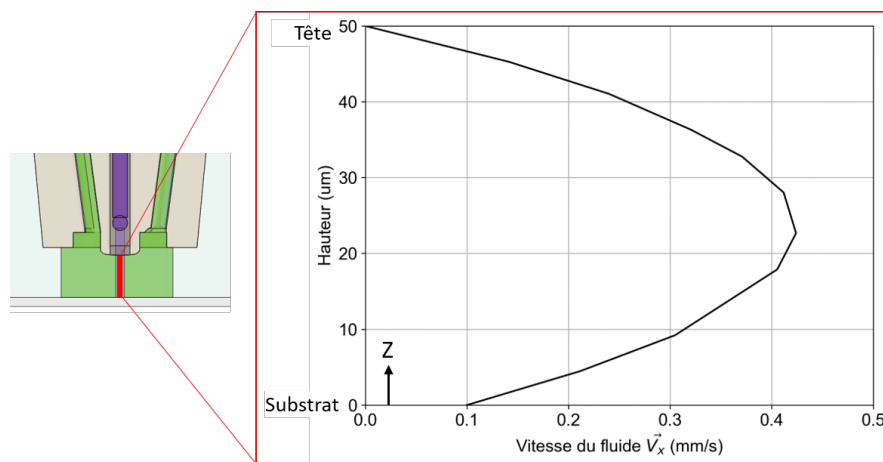 Tête
50
40
30
20
10
0
Hauteur (um)
Z
Substrat
0.0 0.1 0.2 0.3 0.4 0.5
Vitesse du fluide V⃗ₓ (mm/s)